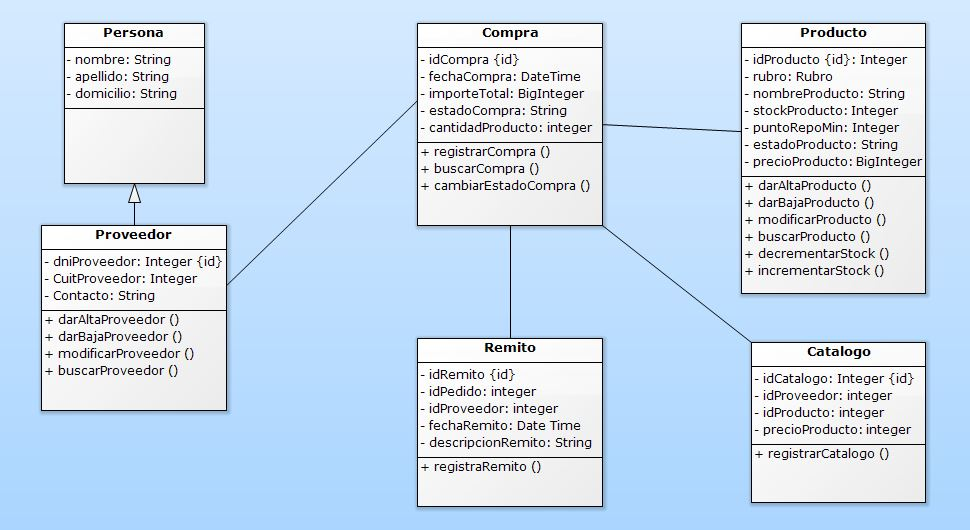 Persona
- nombre: String
- apellido: String
- domicilio: String
Proveedor
- dniProveedor: Integer {id}
- CuitProveedor: Integer
- Contacto: String
+ darAltaProveedor ()
+ darBajaProveedor ()
+ modificarProveedor ()
+ buscarProveedor ()
Compra
- idCompra {id}
- fechaCompra: DateTime
- importeTotal: BigInteger
- estadoCompra: String
- cantidadProducto: integer
+ registrarCompra ()
+ buscarCompra ()
+ cambiarEstadoCompra ()
Producto
- idProducto {id}: Integer
- rubro: Rubro
- nombreProducto: String
- stockProducto: Integer
- puntoRepoMin: Integer
- estadoProducto: String
- precioProducto: BigInteger
+ darAltaProducto ()
+ darBajaProducto ()
+ modificarProducto ()
+ buscarProducto ()
+ decrementarStock ()
+ incrementarStock ()
Remito
- idRemito {id}
- idPedido: integer
- idProveedor: integer
- fechaRemito: Date Time
- descripcionRemito: String
+ registraRemito ()
Catalogo
- idCatalogo: Integer {id}
- idProveedor: integer
- idProducto: integer
- precioProducto: integer
+ registrarCatalogo ()